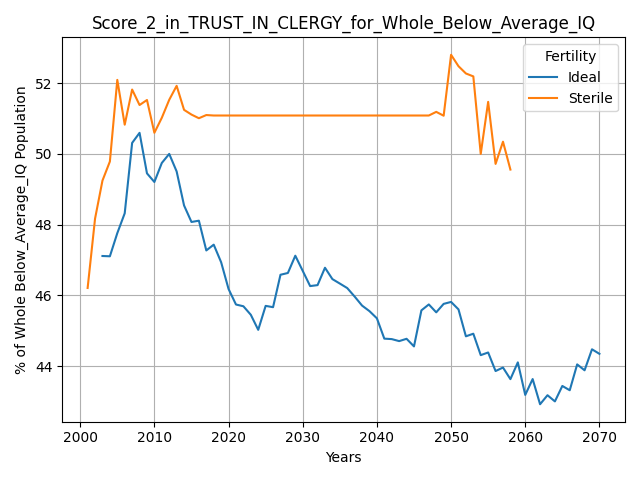 Score_2_in_TRUST_IN_CLERGY_for_Whole_Below_Average_IQ
Fertility
Ideal
Sterile
% of Whole Below_Average_IQ Population
52
50
48
46
44
2000
2010
2020
2030
2040
2050
2060
2070
Years